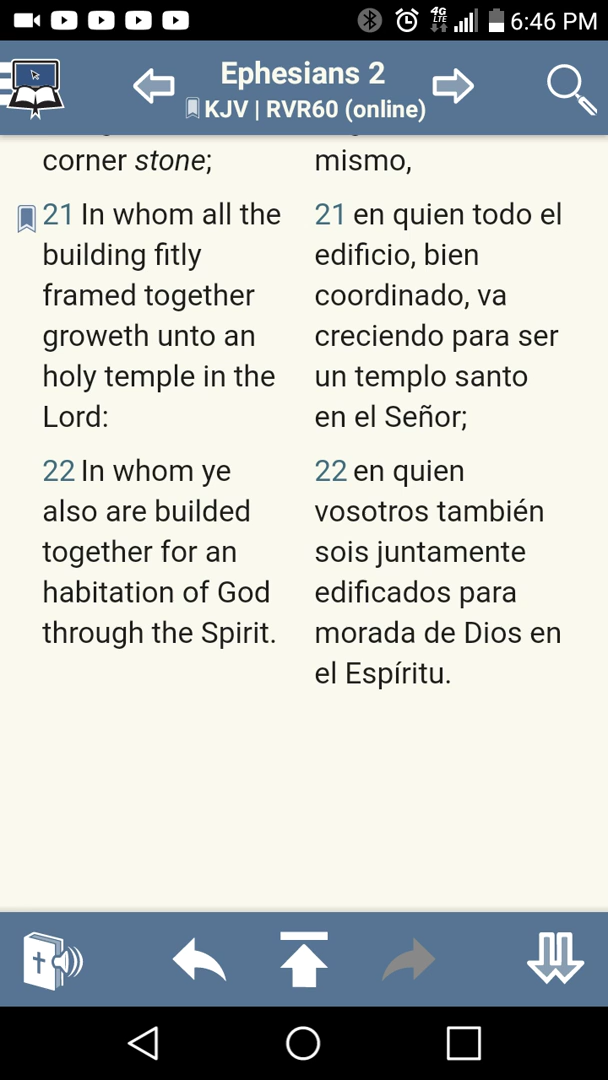 4G
LTE
6:46 PM
Ephesians 2
KJV | RVR60 (online)
corner stone;
21 In whom all the
building fitly
framed together
groweth unto an
holy temple in the
Lord:
22 In whom ye
also are builded
together for an
habitation of God
through the Spirit.
mismo,
21 en quien todo el
edificio, bien
coordinado, va
creciendo para ser
un templo santo
en el Señor;
22 en quien
vosotros también
sois juntamente
edificados para
morada de Dios en
el Espíritu.